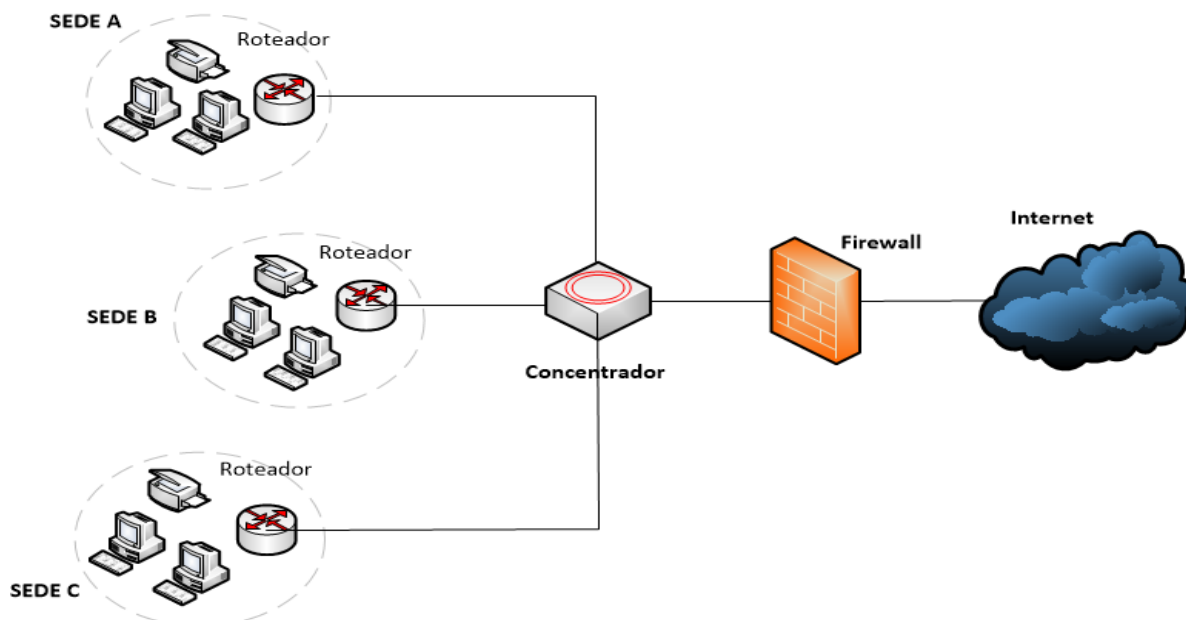 SEDE A
Roteador
Internet
Firewall
Roteador
SEDE B
Concentrador
Roteador
SEDE C